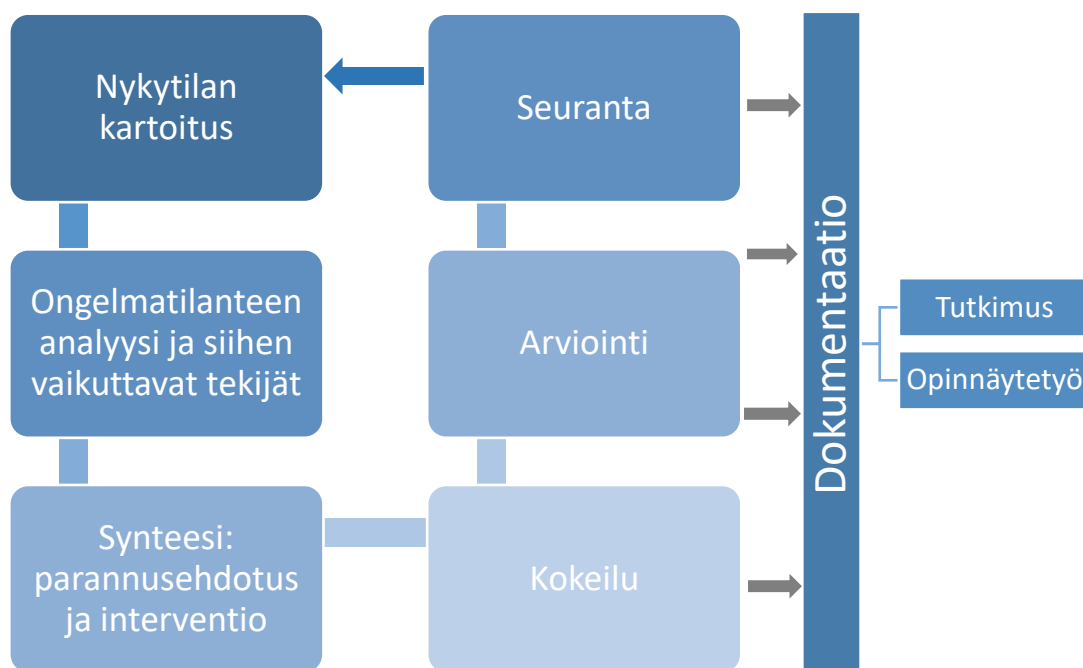 Nykytilan
kartoitus
Ongelmatilanteen
analyysi ja siihen
vaikuttavat tekijät
Synteesi:
parannusehdotus
ja interventio
Kokeilu
Arviointi
Seuranta
Dokumentaatio
Tutkimus
Opinnäytetyö